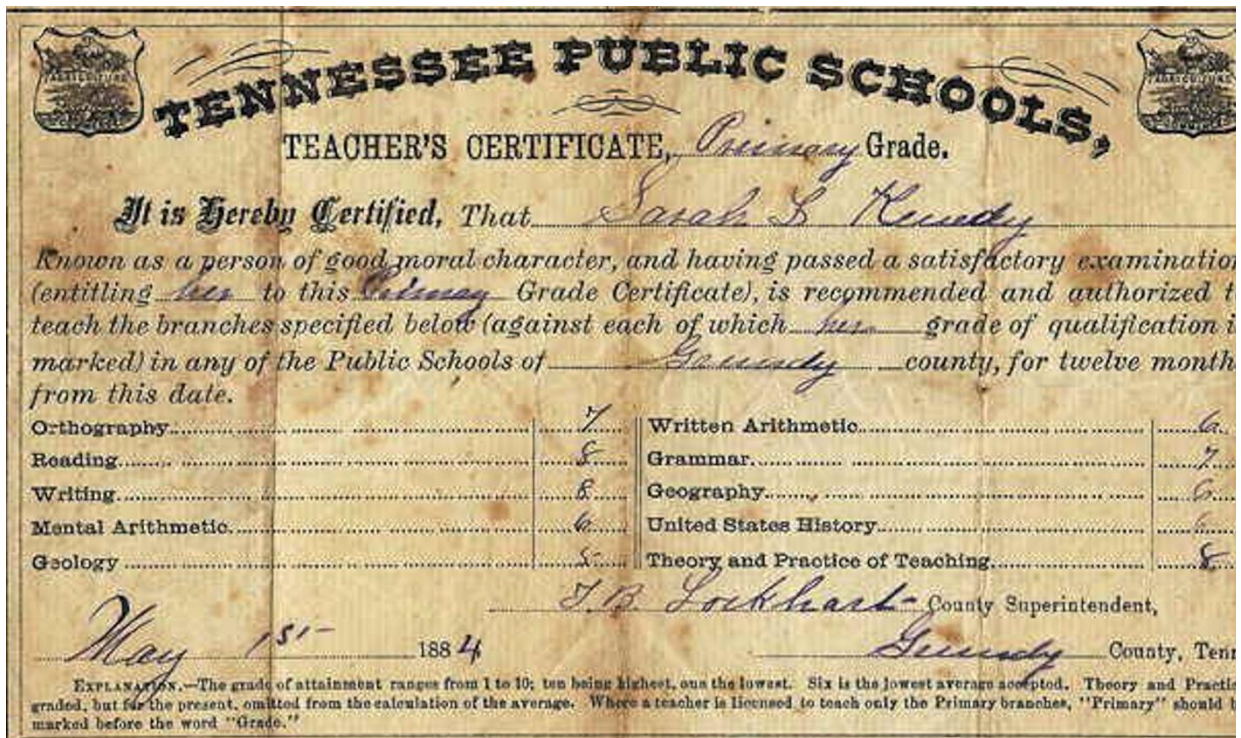 TENNESSEE PUBLIC SCHOOLS,
AGRICULTURE
AGRICULTURE
TEACHER'S CERTIFICATE, Primary Grade.
It is Hereby Certified, That Sarah L Kennedy
Known as a person of good moral character, and having passed a satisfactory examination
(entitling her to this Primary Grade Certificate), is recommended and authorized t
teach the branches specified below (against each of which her grade of qualification i
marked) in any of the Public Schools of Grundy county, for twelve month
from this date.
Orthography 7 Written Arithmetic 6
Reading 8 Grammar 7
Writing 8 Geography 6
Mental Arithmetic 6 United States History 6
Geology 5 Theory and Practice of Teaching 8
T.B. Lockhart County Superintendent,
May 1st 1884 Grundy County, Tenn
EXPLANATION.—The grade of attainment ranges from 1 to 10; ten being highest, one the lowest. Six is the lowest average accepted. Theory and Practic
graded, but for the present, omitted from the calculation of the average. Where a teacher is licensed to teach only the Primary branches, "Primary" should b
marked before the word "Grade."